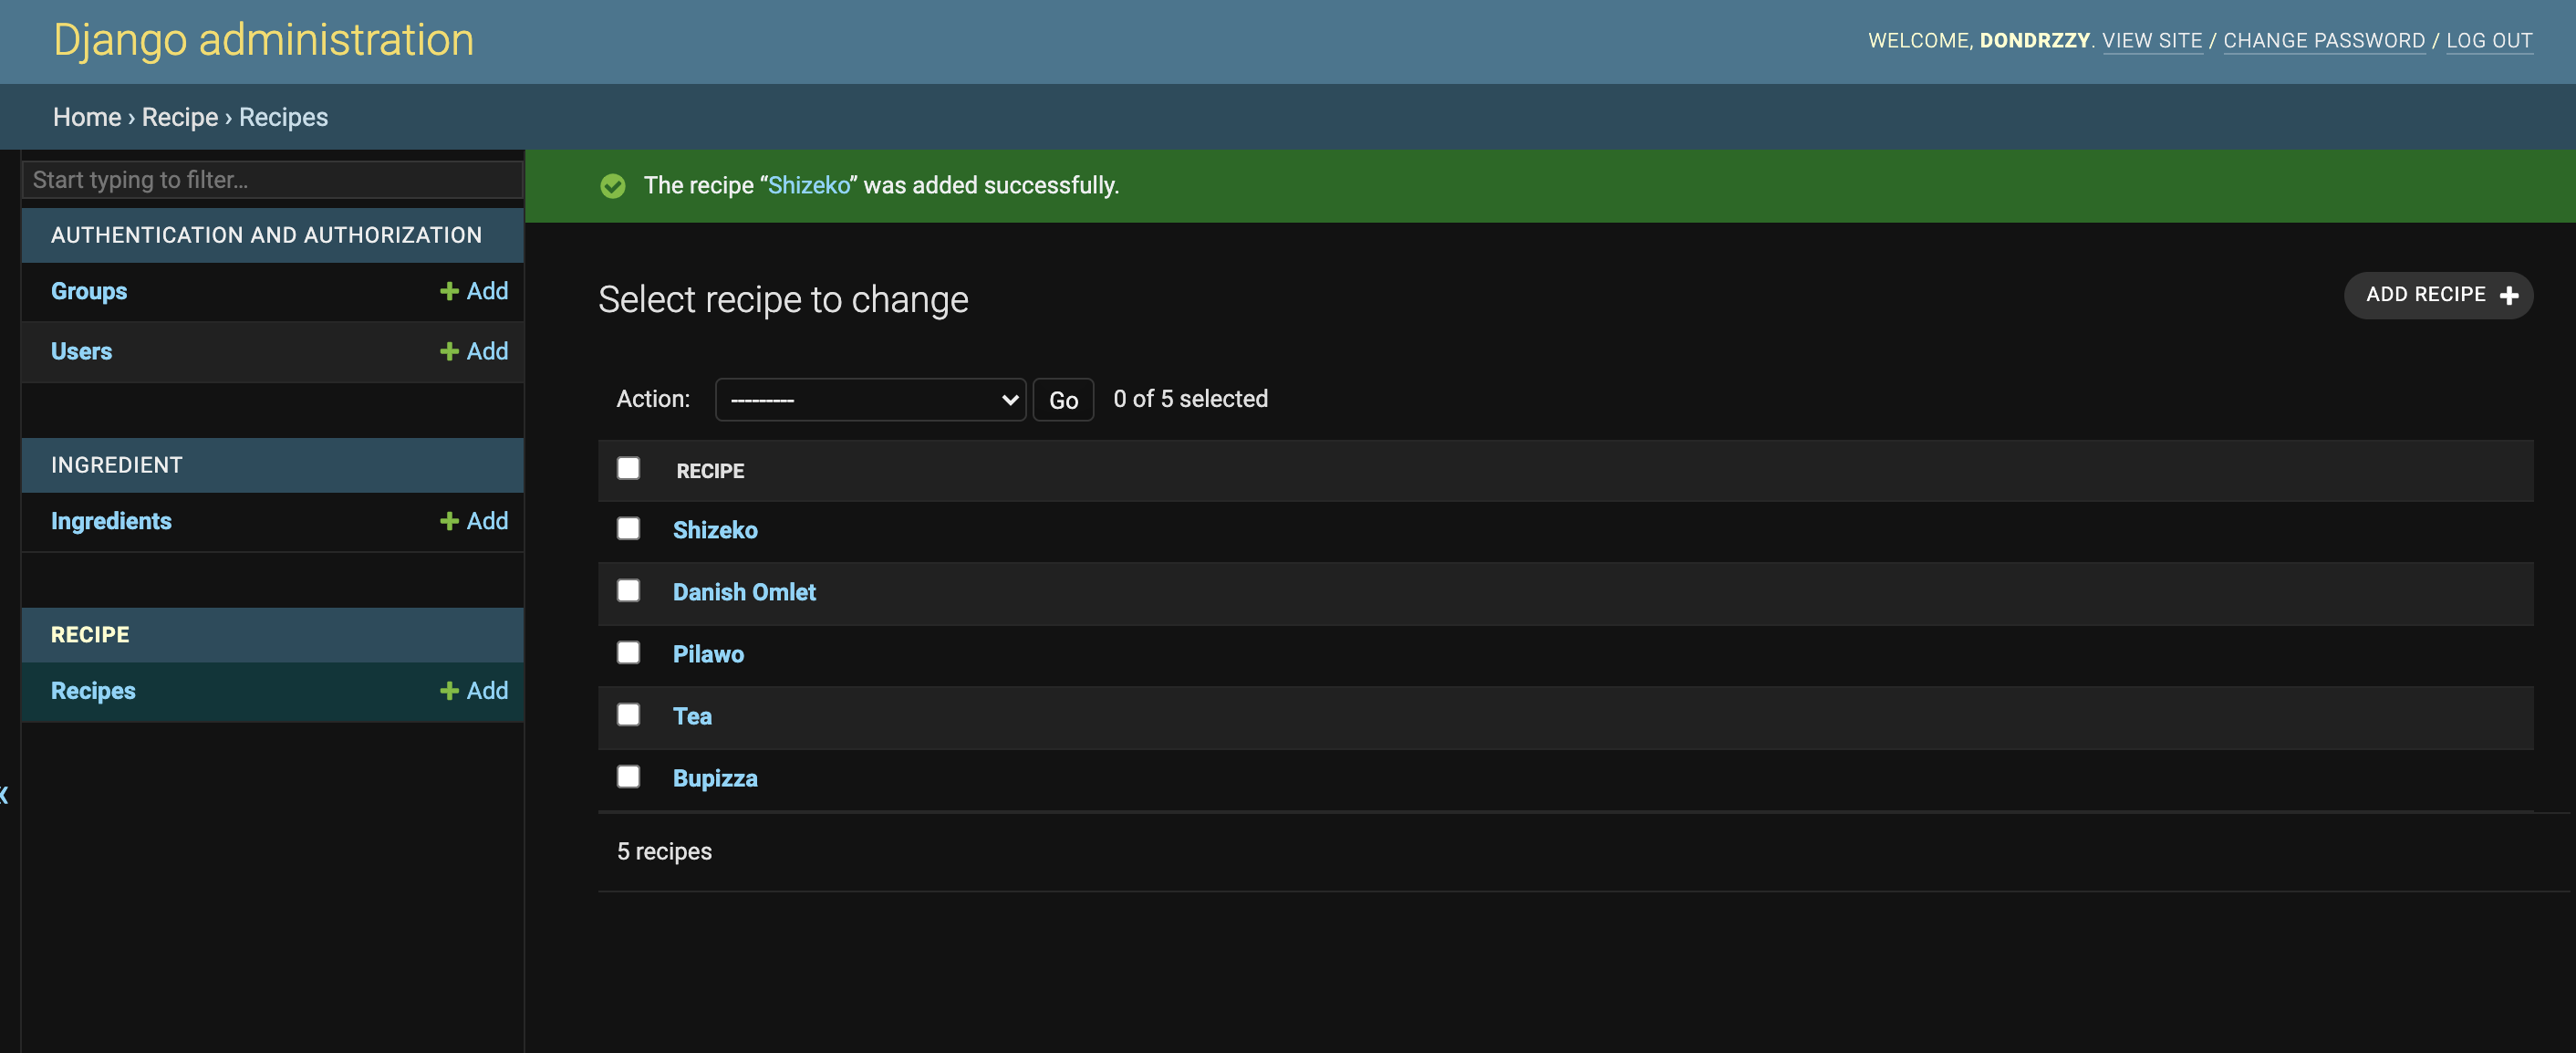 Django administration
WELCOME, DONDRZZY. VIEW SITE / CHANGE PASSWORD / LOG OUT
Home › Recipe › Recipes
Start typing to filter...
AUTHENTICATION AND AUTHORIZATION
Groups + Add
Users + Add
INGREDIENT
Ingredients + Add
RECIPE
Recipes + Add
«
The recipe “Shizeko” was added successfully.
Select recipe to change
ADD RECIPE +
Action: --------- Go 0 of 5 selected
RECIPE
Shizeko
Danish Omlet
Pilawo
Tea
Bupizza
5 recipes